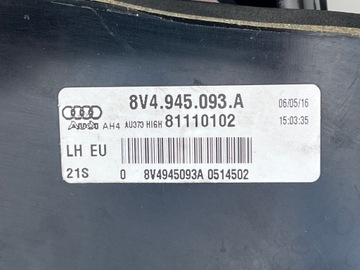 8V4.945.093.A
06/05/16
Audi AH4 AU373 HIGH 81110102
15:03:35
LH EU
21S 0 8V4945093A 0514502